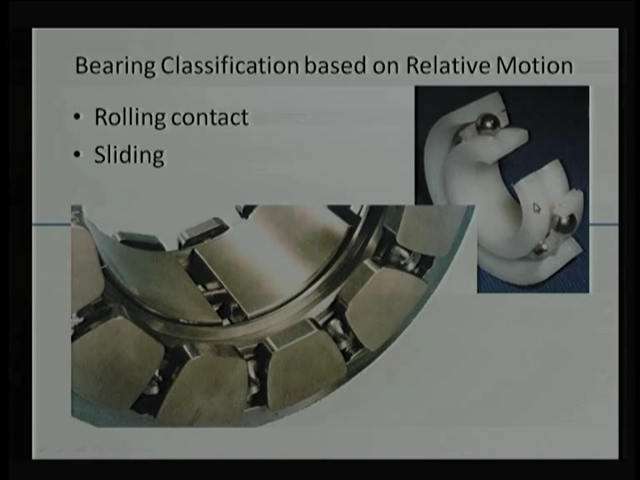 Bearing Classification based on Relative Motion
• Rolling contact
• Sliding